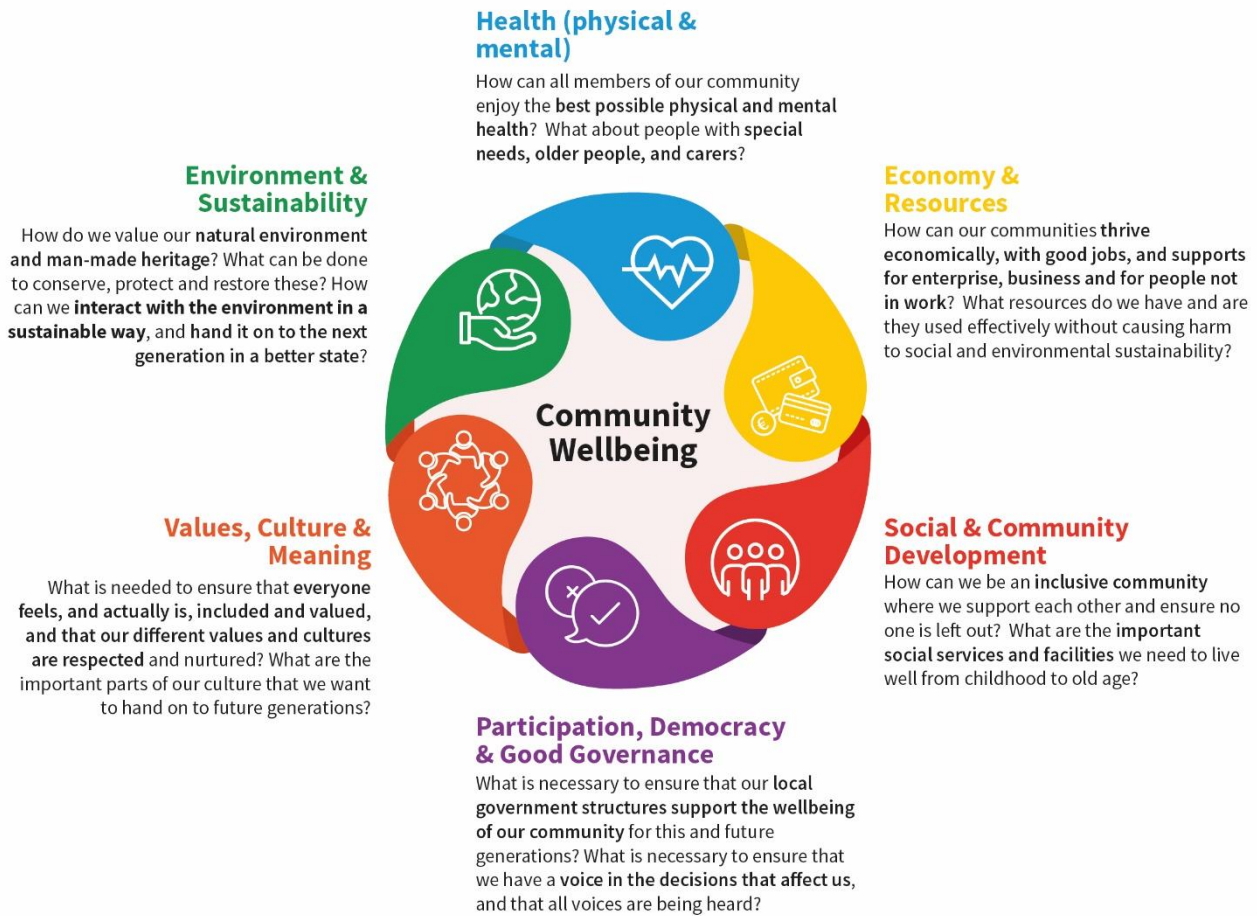 Health (physical &
mental)
How can all members of our community
enjoy the best possible physical and mental
health? What about people with special
needs, older people, and carers?
Economy &
Resources
How can our communities thrive
economically, with good jobs, and supports
for enterprise, business and for people not
in work? What resources do we have and are
they used effectively without causing harm
to social and environmental sustainability?
Social & Community
Development
How can we be an inclusive community
where we support each other and ensure no
one is left out? What are the important
social services and facilities we need to live
well from childhood to old age?
Participation, Democracy
& Good Governance
What is necessary to ensure that our local
government structures support the wellbeing
of our community for this and future
generations? What is necessary to ensure that
we have a voice in the decisions that affect us,
and that all voices are being heard?
Values, Culture &
Meaning
What is needed to ensure that everyone
feels, and actually is, included and valued,
and that our different values and cultures
are respected and nurtured? What are the
important parts of our culture that we want
to hand on to future generations?
Environment &
Sustainability
How do we value our natural environment
and man-made heritage? What can be done
to conserve, protect and restore these? How
can we interact with the environment in a
sustainable way, and hand it on to the next
generation in a better state?
Community
Wellbeing
€